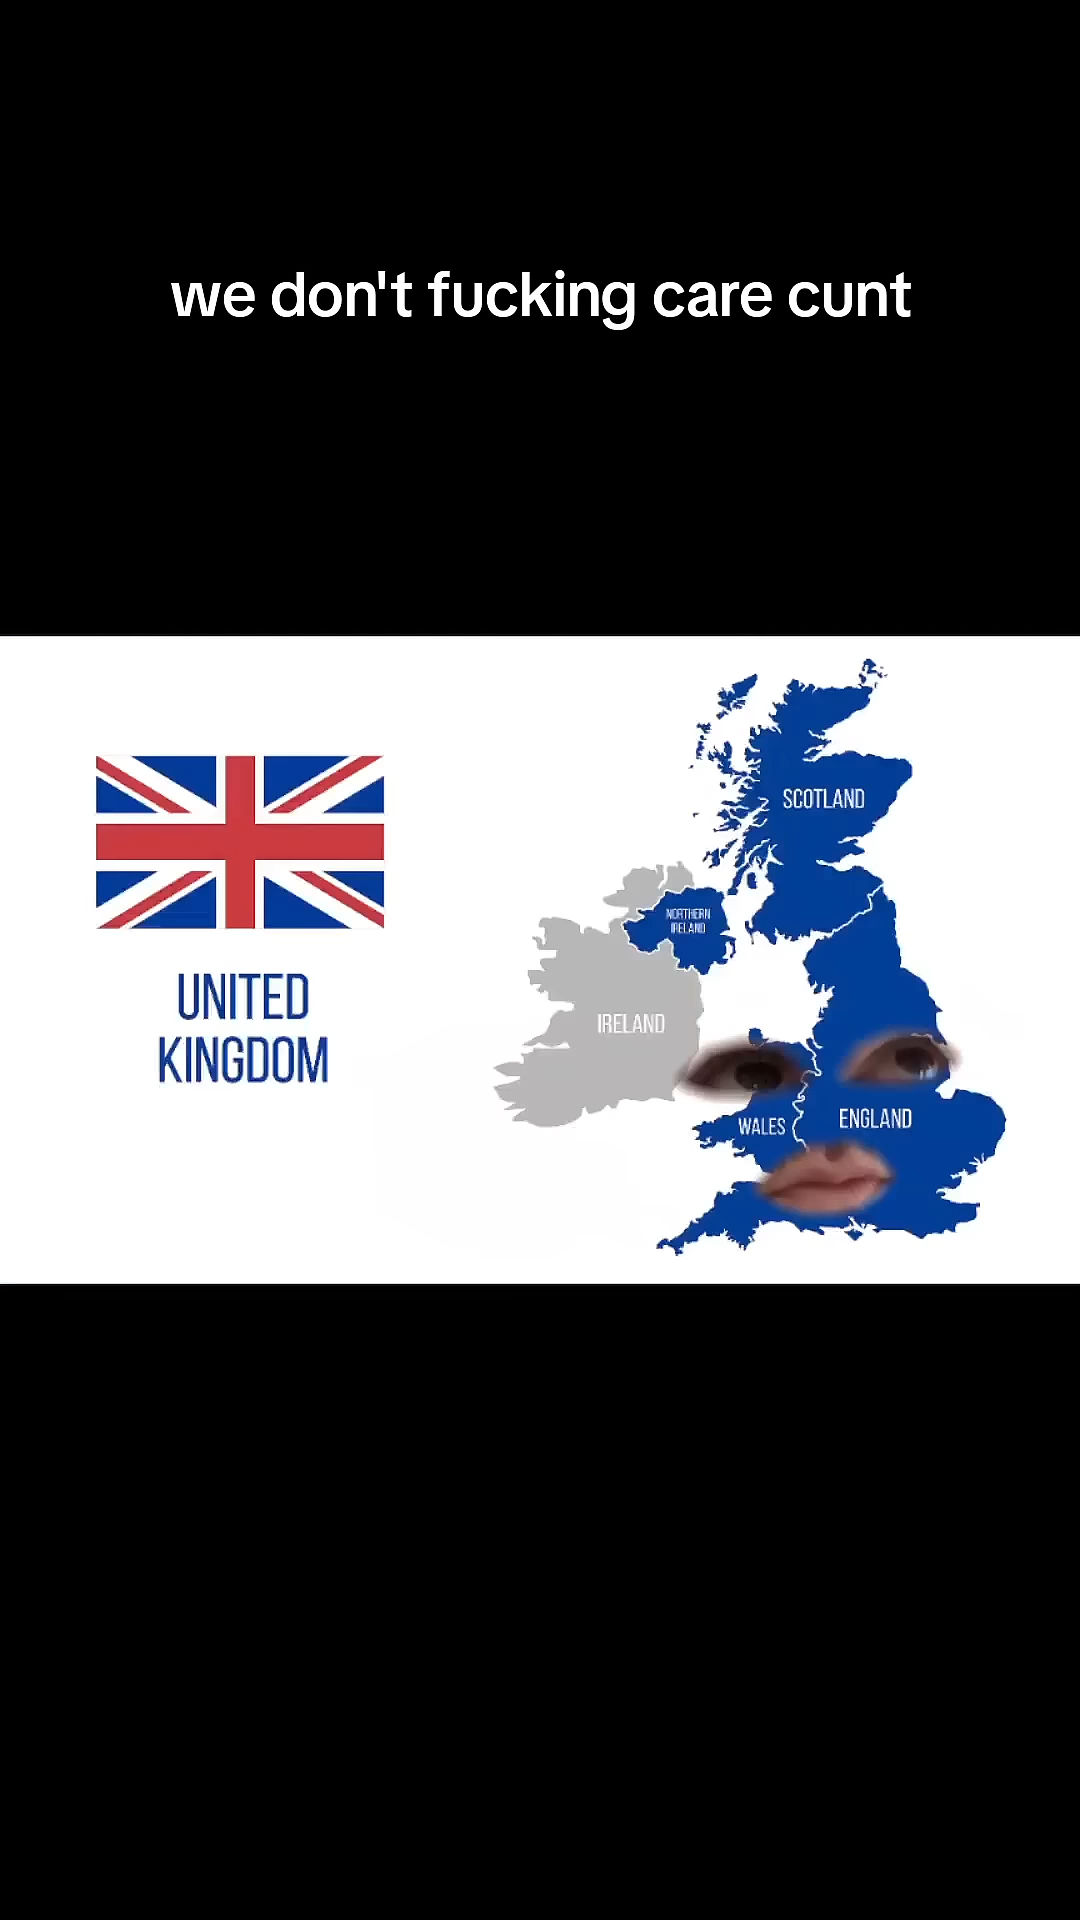 we don't fucking care cunt
UNITED
KINGDOM
SCOTLAND
NORTHERN
IRELAND
IRELAND
WALES
ENGLAND